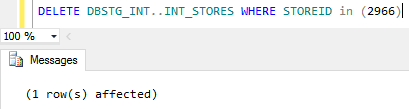 DELETE DBSTG_INT..INT_STORES WHERE STOREID in (2966)
100 %
Messages
(1 row(s) affected)